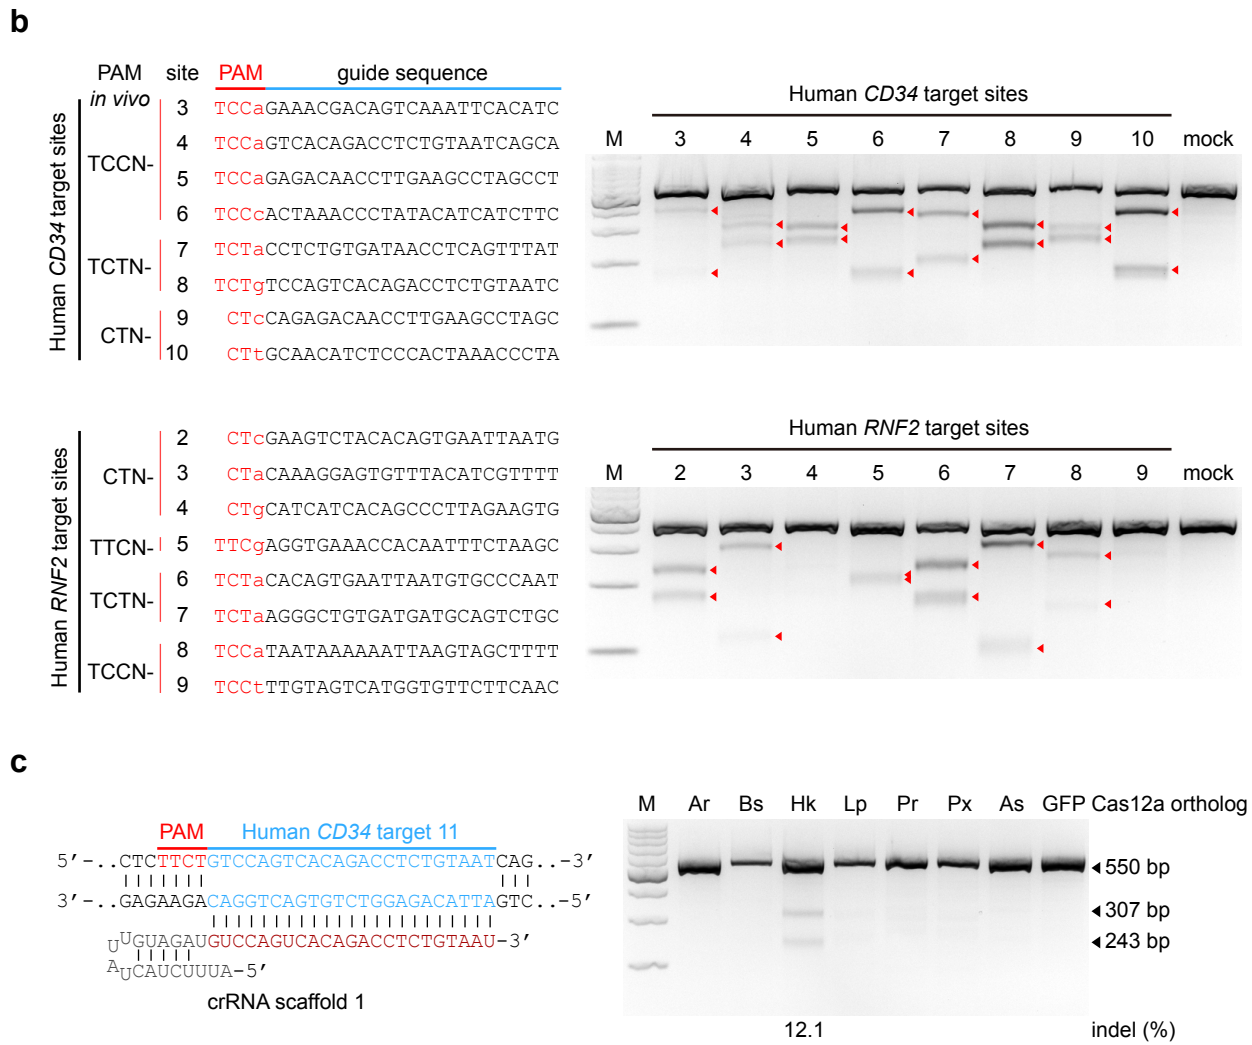 b
PAM in vivo site PAM guide sequence
Human CD34 target sites
TCCN-
3 TCCaGAAACGACAGTCAAATTCACATC
4 TCCaGTCACAGACCTCTGTAATCAGCA
5 TCCaGAGACAACCTTGAAGCCTAGCCT
6 TCCcACTAAACCCTATACATCATCTTC
TCTN-
7 TCTaCCTCTGTGATAACCTCAGTTTAT
8 TCTgTCCAGTCACAGACCTCTGTAATC
CTN-
9 CTcCAGAGACAACCTTGAAGCCTAGC
10 CTtGCAACATCTCCCACTAAACCCTA
Human CD34 target sites
M 3 4 5 6 7 8 9 10 mock
Human RNF2 target sites
CTN-
2 CTcGAAGTCTACACAGTGAATTAATG
3 CTaCAAAGGAGTGTTTACATCGTTTT
4 CTgCATCATCACAGCCCTTAGAAGTG
TTCN- 5 TTCgAGGTGAAACCACAATTTCTAAGC
TCTN-
6 TCTaCACAGTGAATTAATGTGCCCAAT
7 TCTaAGGGCTGTGATGATGCAGTCTGC
TCCN-
8 TCCaTAATAAAAAATTAAGTAGCTTTT
9 TCCtTTGTAGTCATGGTGTTCTTCAAC
Human RNF2 target sites
M 2 3 4 5 6 7 8 9 mock
c
PAM Human CD34 target 11
5′-..CTCTTCTGTCCAGTCACAGACCTCTGTAATCAG..-3′
3′-..GAGAAGACAGGTCAGTGTCTGGAGACATTAGTC..-5′
UUGUAGAUGUCCAGUCACAGACCTCTGUAAU-3′
AUCAUCUUUA-5′
crRNA scaffold 1
M Ar Bs Hk Lp Pr Px As GFP Cas12a ortholog
550 bp
307 bp
243 bp
12.1 indel (%)